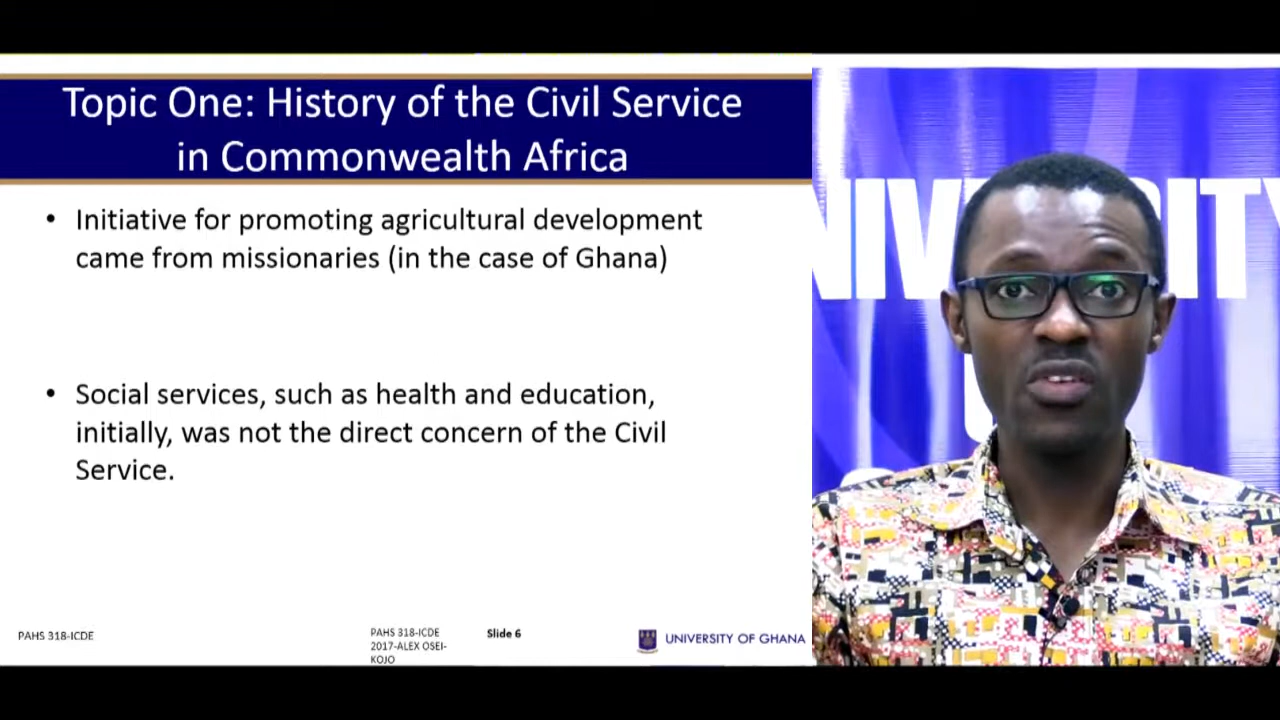 Topic One: History of the Civil Service
in Commonwealth Africa
• Initiative for promoting agricultural development
came from missionaries (in the case of Ghana)
• Social services, such as health and education,
initially, was not the direct concern of the Civil
Service.
PAHS 318-ICDE
PAHS 318-ICDE
2017-ALEX OSEI-
KOJO
Slide 6
UNIVERSITY OF GHANA